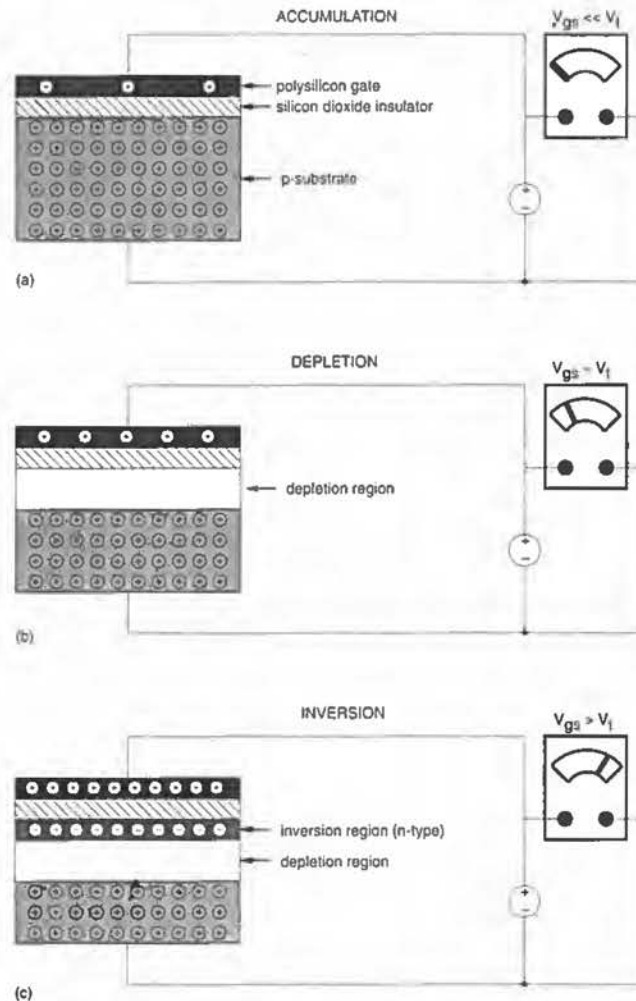 ACCUMULATION
Vgs << Vt
polysilicon gate
silicon dioxide insulator
p-substrate
+
−
(a)
DEPLETION
Vgs = Vt
depletion region
+
−
(b)
INVERSION
Vgs > Vt
inversion region (n-type)
depletion region
+
−
(c)